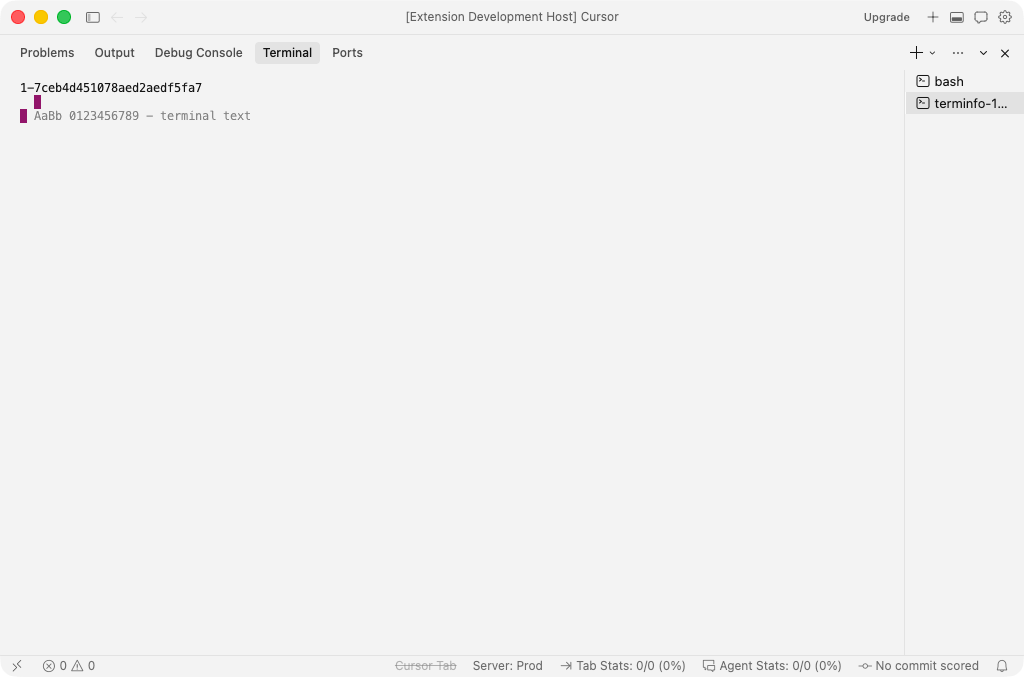 [Extension Development Host] Cursor
Upgrade
Problems Output Debug Console Terminal Ports
1-7ceb4d451078aed2aedf5fa7
AaBb 0123456789 - terminal text
bash
terminfo-1...
0 0 Cursor Tab Server: Prod Tab Stats: 0/0 (0%) Agent Stats: 0/0 (0%) No commit scored